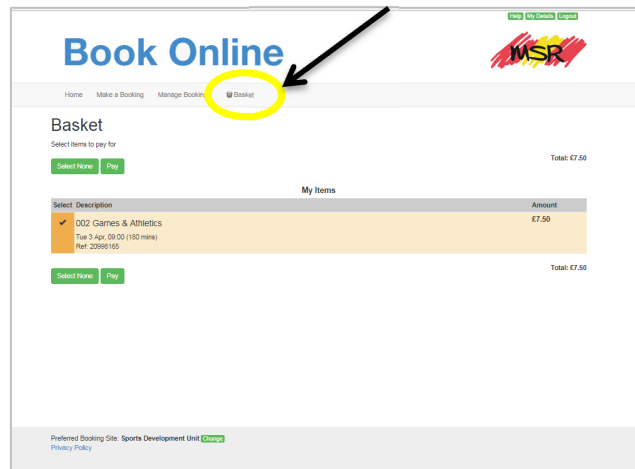 Help My Details Logout
Book Online
MSR
Home Make a Booking Manage Booking Basket
Basket
Select items to pay for
Select None Pay
Total: £7.50
My Items
Select Description Amount
002 Games & Athletics £7.50
Tue 3 Apr, 09:00 (180 mins)
Ref: 20996165
Select None Pay
Total: £7.50
Preferred Booking Site: Sports Development Unit Change
Privacy Policy